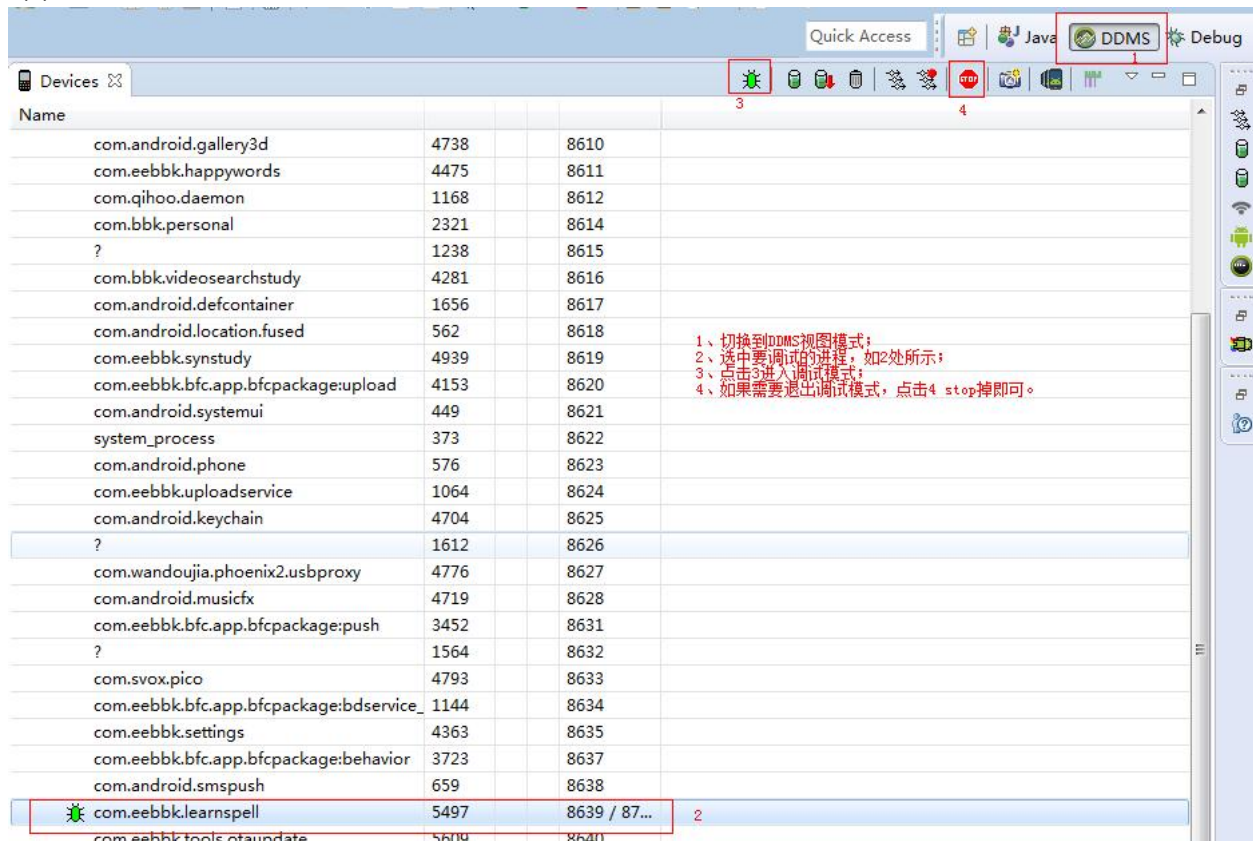 Quick Access Java DDMS Debug
1
Devices
3 STOP 4
Name
com.android.gallery3d 4738 8610
com.eebbk.happywords 4475 8611
com.qihoo.daemon 1168 8612
com.bbk.personal 2321 8614
? 1238 8615
com.bbk.videosearchstudy 4281 8616
com.android.defcontainer 1656 8617
com.android.location.fused 562 8618
1、切换到DDMS视图模式;
com.eebbk.synstudy 4939 8619
2、选中要调试的进程，如2处所示;
3、点击3进入调试模式;
com.eebbk.bfc.app.bfcpackage:upload 4153 8620
4、如果需要退出调试模式，点击4 stop掉即可。
com.android.systemui 449 8621
system_process 373 8622
com.android.phone 576 8623
com.eebbk.uploadservice 1064 8624
com.android.keychain 4704 8625
? 1612 8626
com.wandoujia.phoenix2.usbproxy 4776 8627
com.android.musicfx 4719 8628
com.eebbk.bfc.app.bfcpackage:push 3452 8631
? 1564 8632
com.svox.pico 4793 8633
com.eebbk.bfc.app.bfcpackage:bdservice_ 1144 8634
com.eebbk.settings 4363 8635
com.eebbk.bfc.app.bfcpackage:behavior 3723 8637
com.android.smspush 659 8638
com.eebbk.learnspell 5497 8639 / 87... 2
com.eebbk.tools.otaupdate 5609 8640